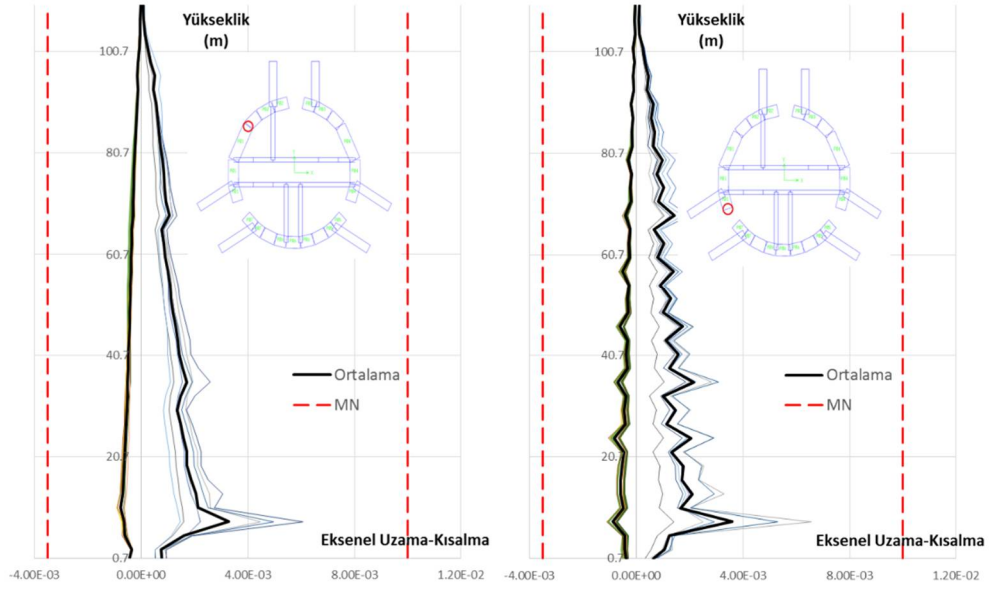 Yükseklik
(m)
100.7
80.7
60.7
40.7
20.7
0.7
Ortalama
MN
Eksenel Uzama-Kısalma
-4.00E-03 0.00E+00 4.00E-03 8.00E-03 1.20E-02
Yükseklik
(m)
100.7
80.7
60.7
40.7
20.7
0.7
Ortalama
MN
Eksenel Uzama-Kısalma
-4.00E-03 0.00E+00 4.00E-03 8.00E-03 1.20E-02